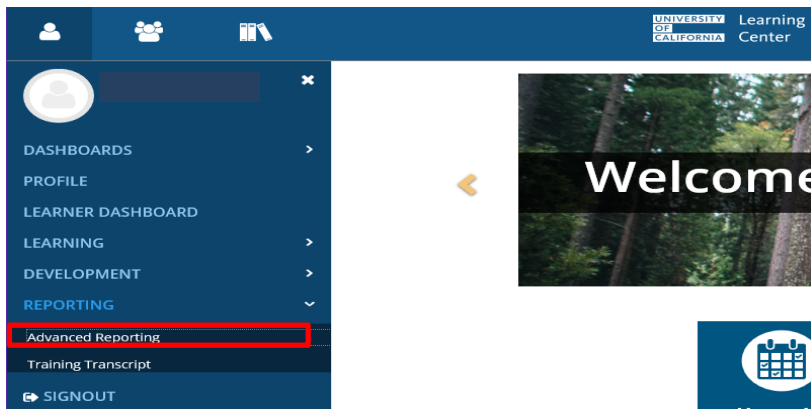 UNIVERSITY OF CALIFORNIA
Learning Center
DASHBOARDS
PROFILE
LEARNER DASHBOARD
LEARNING
DEVELOPMENT
REPORTING
Advanced Reporting
Training Transcript
SIGNOUT
Welcome